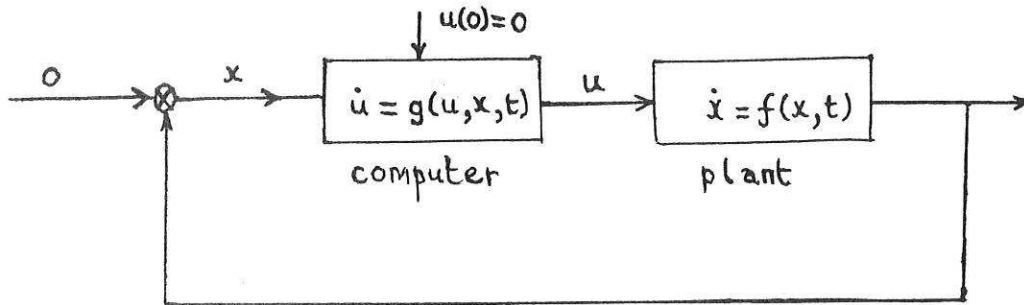 u(0)=0
0
x
u̇ = g(u,x,t)
u
ẋ = f(x,t)
computer
plant